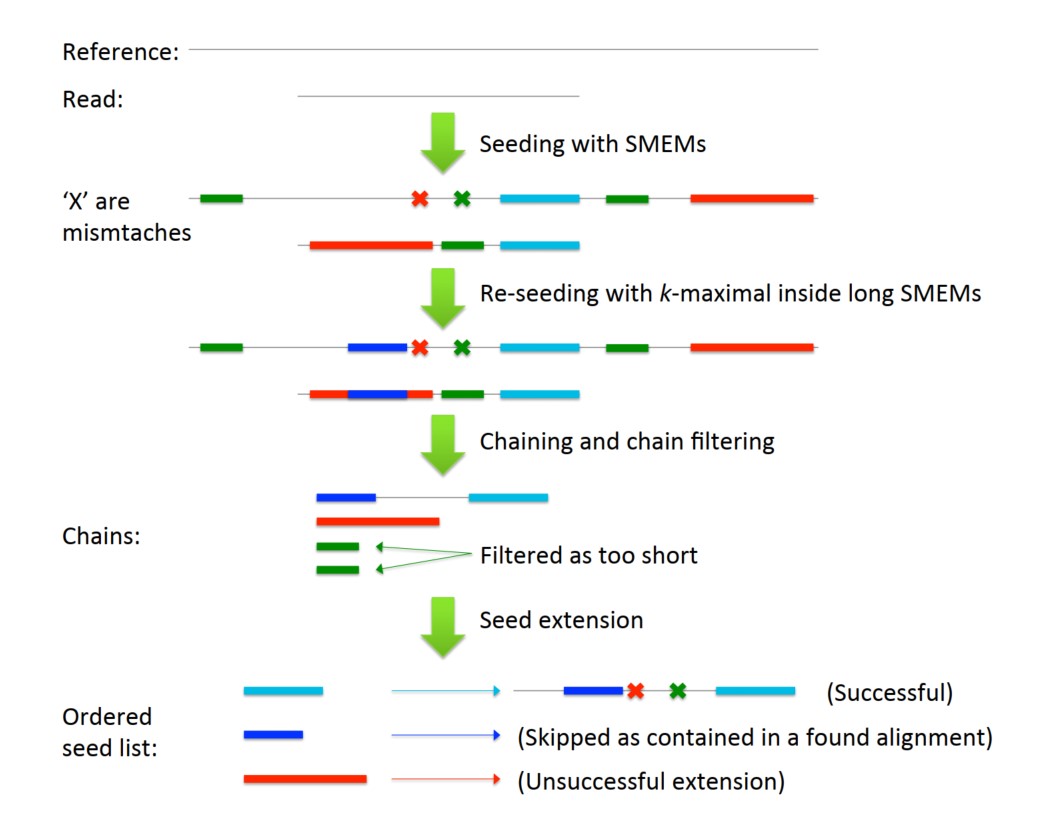 Reference:
Read:
Seeding with SMEMs
'X' are
mismtaches
Re-seeding with k-maximal inside long SMEMs
Chaining and chain filtering
Chains:
Filtered as too short
Seed extension
Ordered
seed list:
(Successful)
(Skipped as contained in a found alignment)
(Unsuccessful extension)